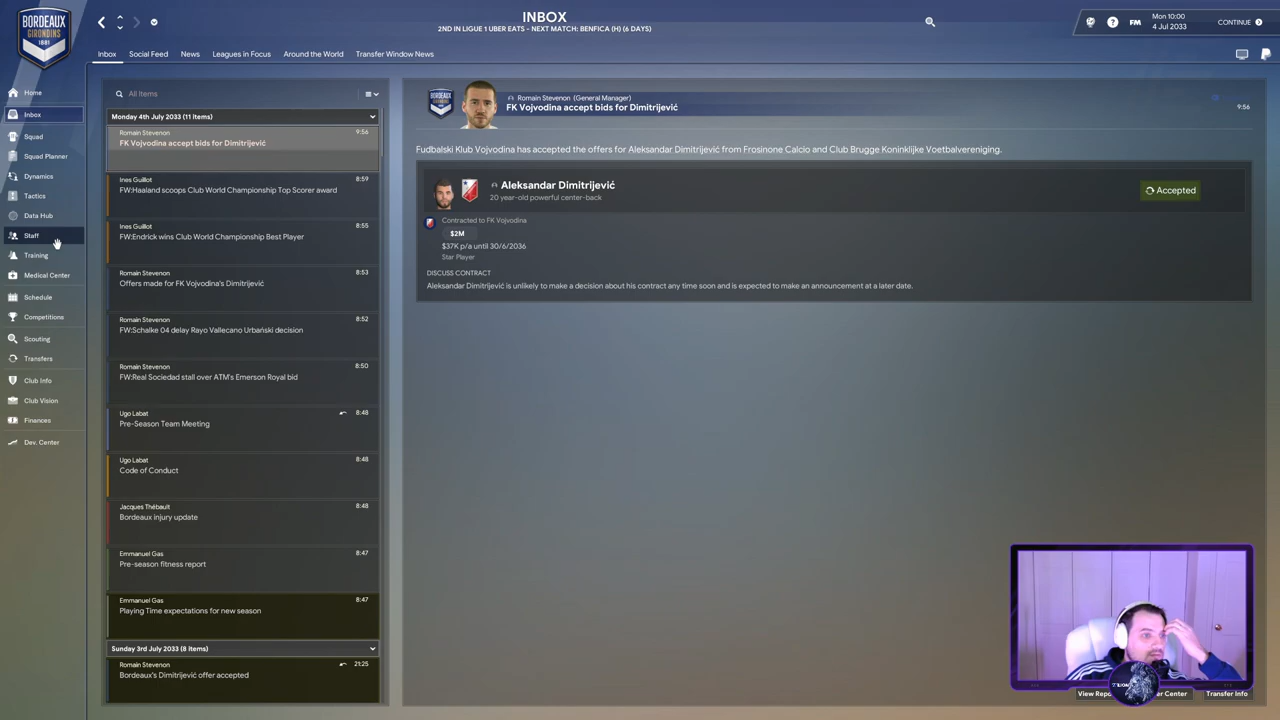 BORDEAUX
GIRONDINS
1881
INBOX
2ND IN LIGUE 1 UBER EATS - NEXT MATCH: BENFICA (H) (6 DAYS)
FM
Mon 10:00
4 Jul 2033
CONTINUE
Inbox
Social Feed
News
Leagues in Focus
Around the World
Transfer Window News
Home
Inbox
Squad
Squad Planner
Dynamics
Tactics
Data Hub
Staff
Training
Medical Center
Schedule
Competitions
Scouting
Transfers
Club Info
Club Vision
Finances
Dev. Center
All Items
Monday 4th July 2033 (11 items)
Romain Stevenon 9:56
FK Vojvodina accept bids for Dimitrijević
Ines Guillot 8:59
FW:Haaland scoops Club World Championship Top Scorer award
Ines Guillot 8:55
FW:Endrick wins Club World Championship Best Player
Romain Stevenon 8:53
Offers made for FK Vojvodina's Dimitrijević
Romain Stevenon 8:52
FW:Schalke 04 delay Rayo Vallecano Urbański decision
Romain Stevenon 8:50
FW:Real Sociedad stall over ATM's Emerson Royal bid
Ugo Labat 8:48
Pre-Season Team Meeting
Ugo Labat 8:48
Code of Conduct
Jacques Thébault 8:48
Bordeaux injury update
Emmanuel Gas 8:47
Pre-season fitness report
Emmanuel Gas 8:47
Playing Time expectations for new season
Sunday 3rd July 2033 (8 items)
Romain Stevenon 21:25
Bordeaux's Dimitrijević offer accepted
Romain Stevenon (General Manager)
FK Vojvodina accept bids for Dimitrijević
9:56
Fudbalski Klub Vojvodina has accepted the offers for Aleksandar Dimitrijević from Frosinone Calcio and Club Brugge Koninklijke Voetbalvereniging.
Aleksandar Dimitrijević
20 year-old powerful center-back
Accepted
Contracted to FK Vojvodina
$2M
$37K p/a until 30/6/2036
Star Player
DISCUSS CONTRACT
Aleksandar Dimitrijević is unlikely to make a decision about his contract any time soon and is expected to make an announcement at a later date.
View
Center
Transfer Info